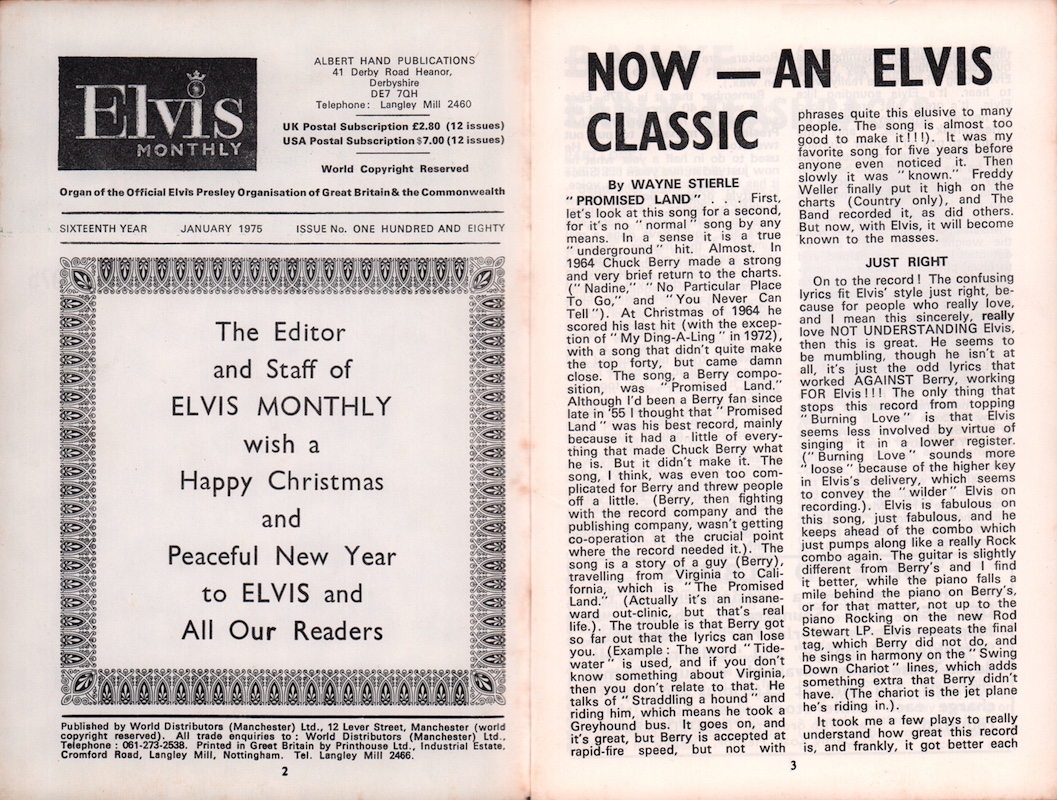 Elvis
MONTHLY
ALBERT HAND PUBLICATIONS
41 Derby Road Heanor,
Derbyshire
DE7 7QH
Telephone: Langley Mill 2460
UK Postal Subscription £2.80 (12 issues)
USA Postal Subscription $7.00 (12 issues)
World Copyright Reserved
Organ of the Official Elvis Presley Organisation of Great Britain & the Commonwealth
SIXTEENTH YEAR JANUARY 1975 ISSUE No. ONE HUNDRED AND EIGHTY
The Editor
and Staff of
ELVIS MONTHLY
wish a
Happy Christmas
and
Peaceful New Year
to ELVIS and
All Our Readers
Published by World Distributors (Manchester) Ltd., 12 Lever Street, Manchester (world
copyright reserved). All trade enquiries to: World Distributors (Manchester) Ltd..
Telephone: 061-273-2538. Printed in Great Britain by Printhouse Ltd., Industrial Estate,
Cromford Road, Langley Mill, Nottingham. Tel. Langley Mill 2466.
2
NOW — AN ELVIS
CLASSIC
By WAYNE STIERLE
"PROMISED LAND" . . . First,
let's look at this song for a second,
for it's no "normal" song by any
means. In a sense it is a true
"underground" hit. Almost. In
1964 Chuck Berry made a strong
and very brief return to the charts.
("Nadine," "No Particular Place
To Go," and "You Never Can
Tell"). At Christmas of 1964 he
scored his last hit (with the excep-
tion of "My Ding-A-Ling" in 1972),
with a song that didn't quite make
the top forty, but came damn
close. The song, a Berry compo-
sition, was "Promised Land."
Although I'd been a Berry fan since
late in '55 I thought that "Promised
Land" was his best record, mainly
because it had a little of every-
thing that made Chuck Berry what
he is. But it didn't make it. The
song, I think, was even too com-
plicated for Berry and threw people
off a little. (Berry, then fighting
with the record company and the
publishing company, wasn't getting
co-operation at the crucial point
where the record needed it.). The
song is a story of a guy (Berry),
travelling from Virginia to Cali-
fornia, which is "The Promised
Land." (Actually it's an insane-
ward out-clinic, but that's real
life.). The trouble is that Berry got
so far out that the lyrics can lose
you. (Example: The word "Tide-
water" is used, and if you don't
know something about Virginia,
then you don't relate to that. He
talks of "Straddling a hound" and
riding him, which means he took a
Greyhound bus. It goes on, and
it's great, but Berry is accepted at
rapid-fire speed, but not with
phrases quite this elusive to many
people. The song is almost too
good to make it!!!). It was my
favorite song for five years before
anyone even noticed it. Then
slowly it was "known." Freddy
Weller finally put it high on the
charts (Country only), and The
Band recorded it, as did others.
But now, with Elvis, it will become
known to the masses.
JUST RIGHT
On to the record! The confusing
lyrics fit Elvis' style just right, be-
cause for people who really love,
and I mean this sincerely, really
love NOT UNDERSTANDING Elvis,
then this is great. He seems to
be mumbling, though he isn't at
all, it's just the odd lyrics that
worked AGAINST Berry, working
FOR Elvis!!! The only thing that
stops this record from topping
"Burning Love" is that Elvis
seems less involved by virtue of
singing it in a lower register.
("Burning Love" sounds more
"loose" because of the higher key
in Elvis's delivery, which seems
to convey the "wilder" Elvis on
recording.). Elvis is fabulous on
this song, just fabulous, and he
keeps ahead of the combo which
just pumps along like a really Rock
combo again. The guitar is slightly
different from Berry's and I find
it better, while the piano falls a
mile behind the piano on Berry's,
or for that matter, not up to the
piano Rocking on the new Rod
Stewart LP. Elvis repeats the final
tag, which Berry did not do, and
he sings in harmony on the "Swing
Down Chariot" lines, which adds
something extra that Berry didn't
have. (The chariot is the jet plane
he's riding in.).
It took me a few plays to really
understand how great this record
is, and frankly, it got better each
3